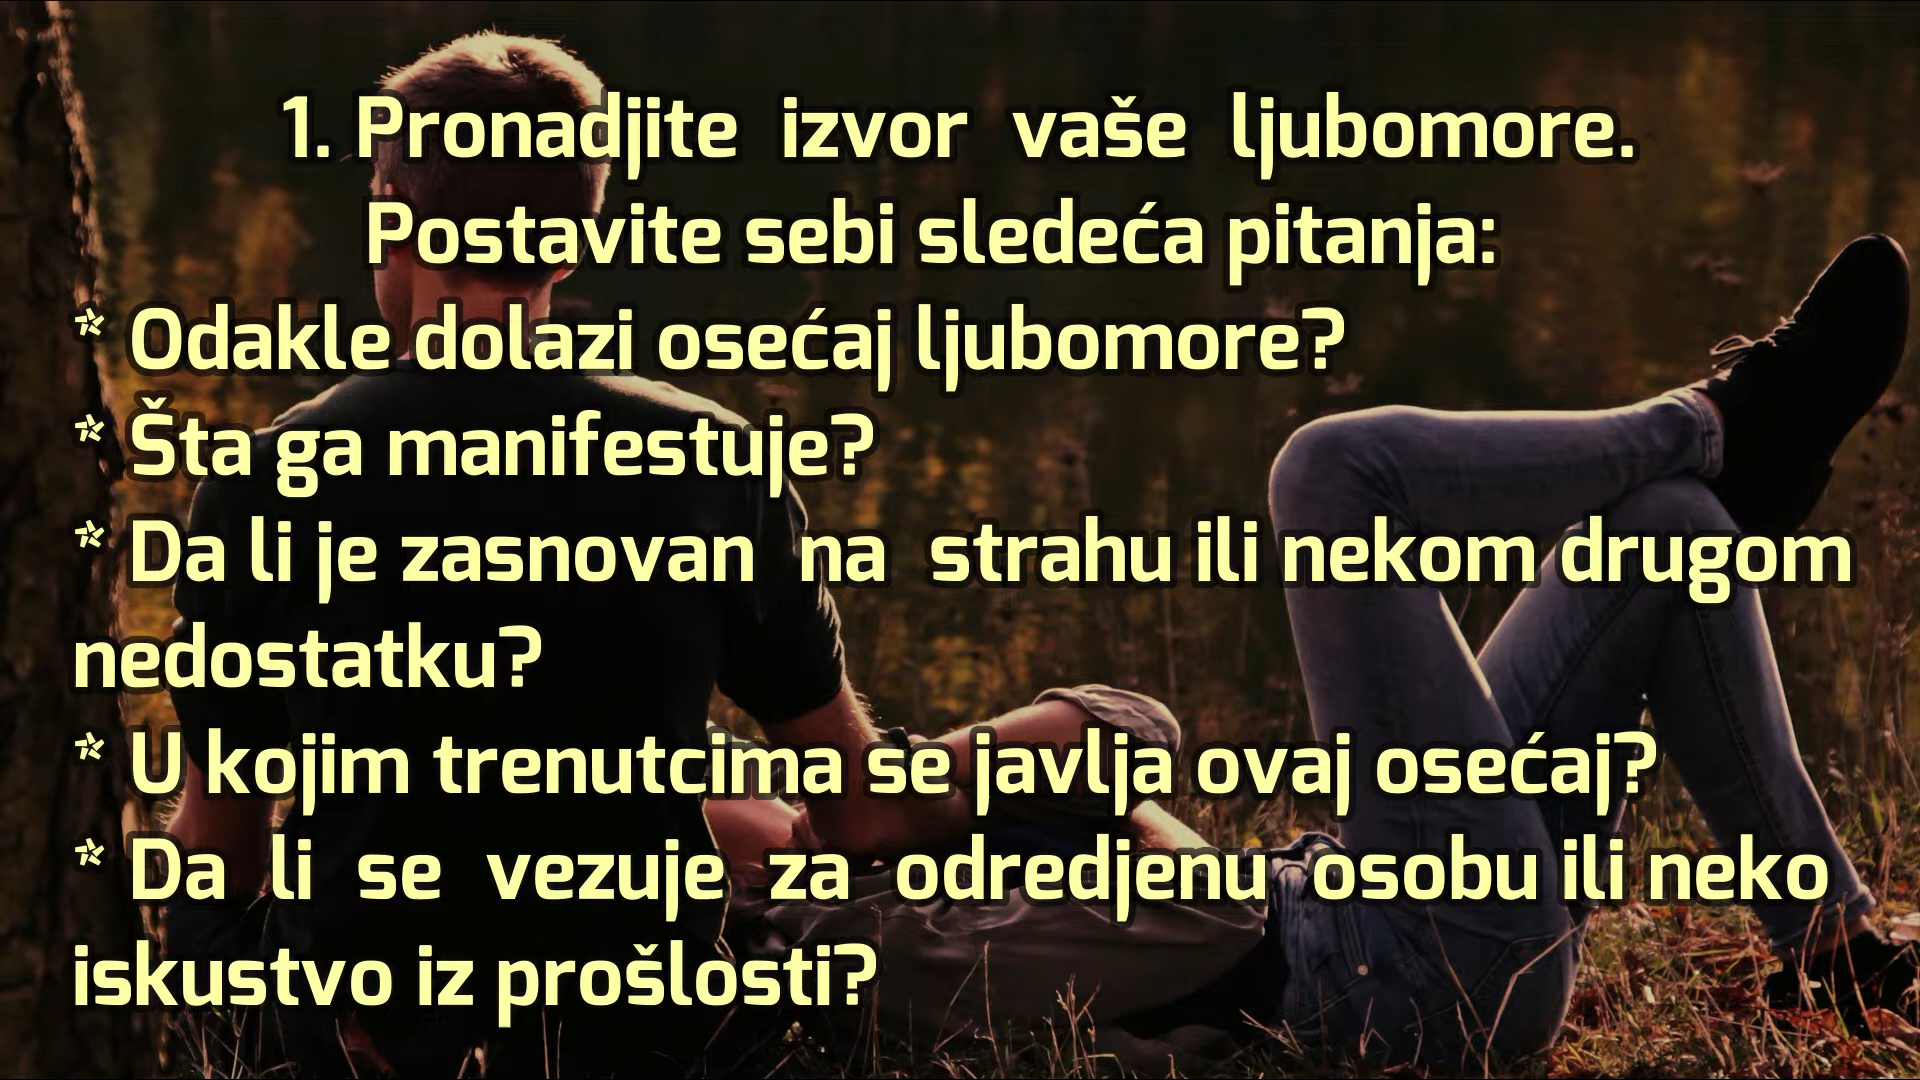 1. Pronadjite izvor vaše ljubomore.
Postavite sebi sledeća pitanja:
* Odakle dolazi osećaj ljubomore?
* Šta ga manifestuje?
* Da li je zasnovan na strahu ili nekom drugom
nedostatku?
* U kojim trenutcima se javlja ovaj osećaj?
* Da li se vezuje za odredjenu osobu ili neko
iskustvo iz prošlosti?